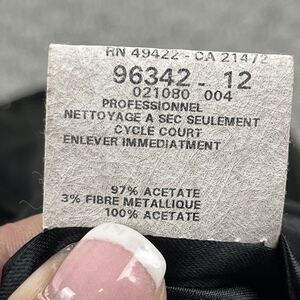 RN 49422 - CA 21472
96342 - 12
021080 004
PROFESSIONNEL
NETTOYAGE A SEC SEULEMENT
CYCLE COURT
ENLEVER IMMEDIATMENT
97% ACETATE
3% FIBRE METALLIQUE
100% ACETATE